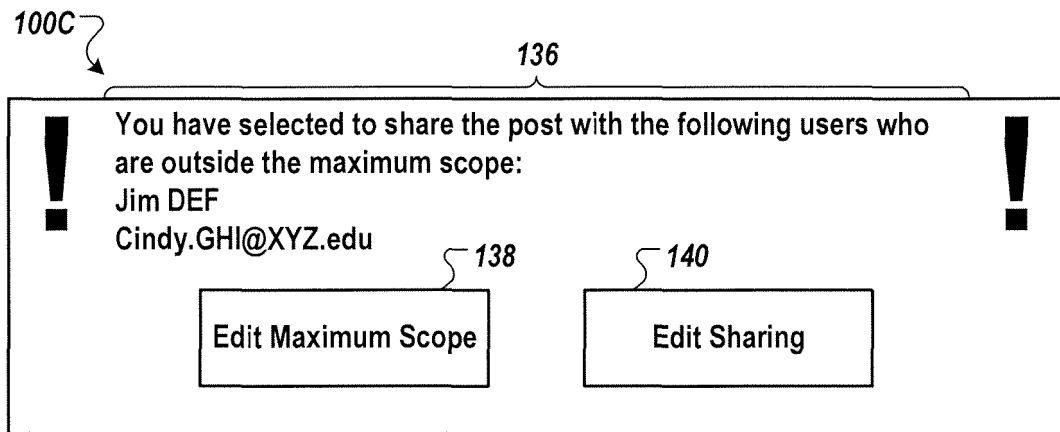 100C
136
! You have selected to share the post with the following users who !
are outside the maximum scope:
Jim DEF
Cindy.GHI@XYZ.edu
138 140
Edit Maximum Scope Edit Sharing